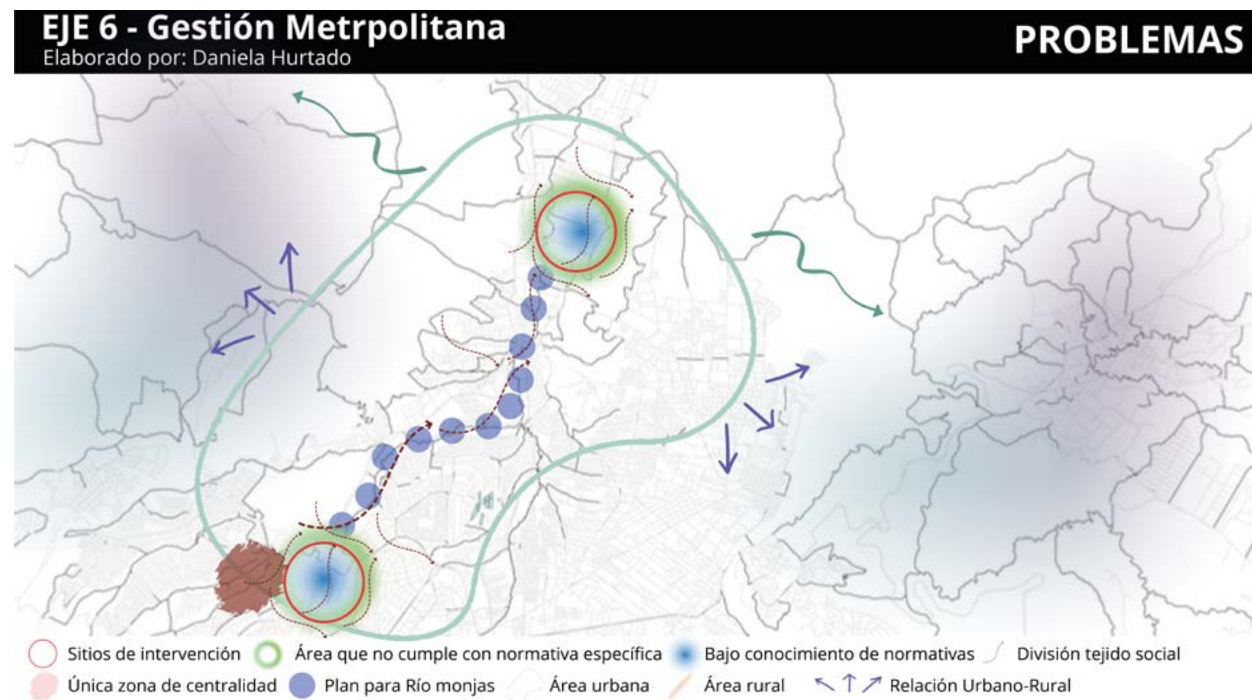 EJE 6 - Gestión Metrpolitana
PROBLEMAS
Elaborado por: Daniela Hurtado
Sitios de intervención
Área que no cumple con normativa específica
Bajo conocimiento de normativas
División tejido social
Única zona de centralidad
Plan para Río monjas
Área urbana
Área rural
Relación Urbano-Rural